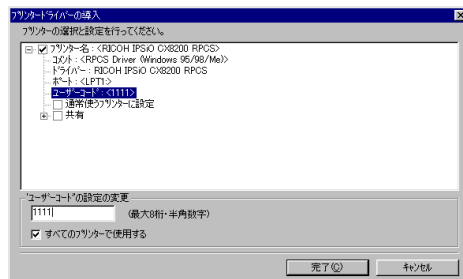 プリンタードライバーの導入
プリンターの選択と設定を行ってください。
プリンター名 : <RICOH IPSiO CX8200 RPCS>
コメント : <RPCS Driver (Windows 95/98/Me)>
ドライバー : RICOH IPSiO CX8200 RPCS
ポート : <LPT1:>
ユーザーコード : <1111>
通常使うプリンターに設定
共有
"ユーザーコード"の設定の変更
1111
(最大8桁・半角数字)
すべてのプリンターで使用する
完了(C)
キャンセル